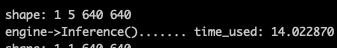 shape: 1 5 640 640
engine->Inference()....... time_used: 14.022870